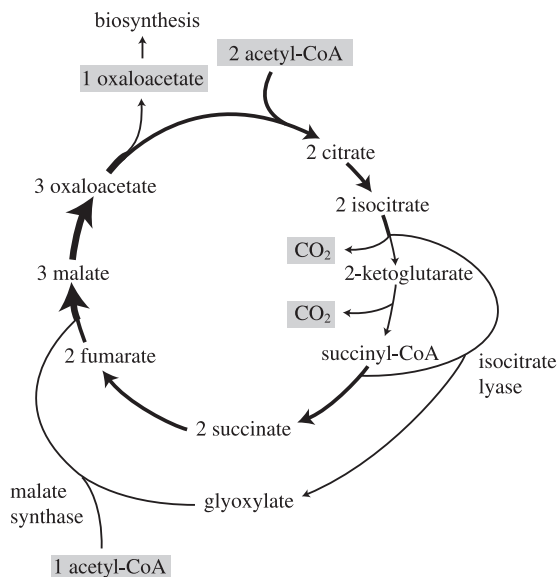 biosynthesis
1 oxaloacetate
2 acetyl-CoA
2 citrate
3 oxaloacetate
2 isocitrate
CO₂
3 malate
2-ketoglutarate
CO₂
2 fumarate
succinyl-CoA
isocitrate
lyase
2 succinate
malate
synthase
glyoxylate
1 acetyl-CoA